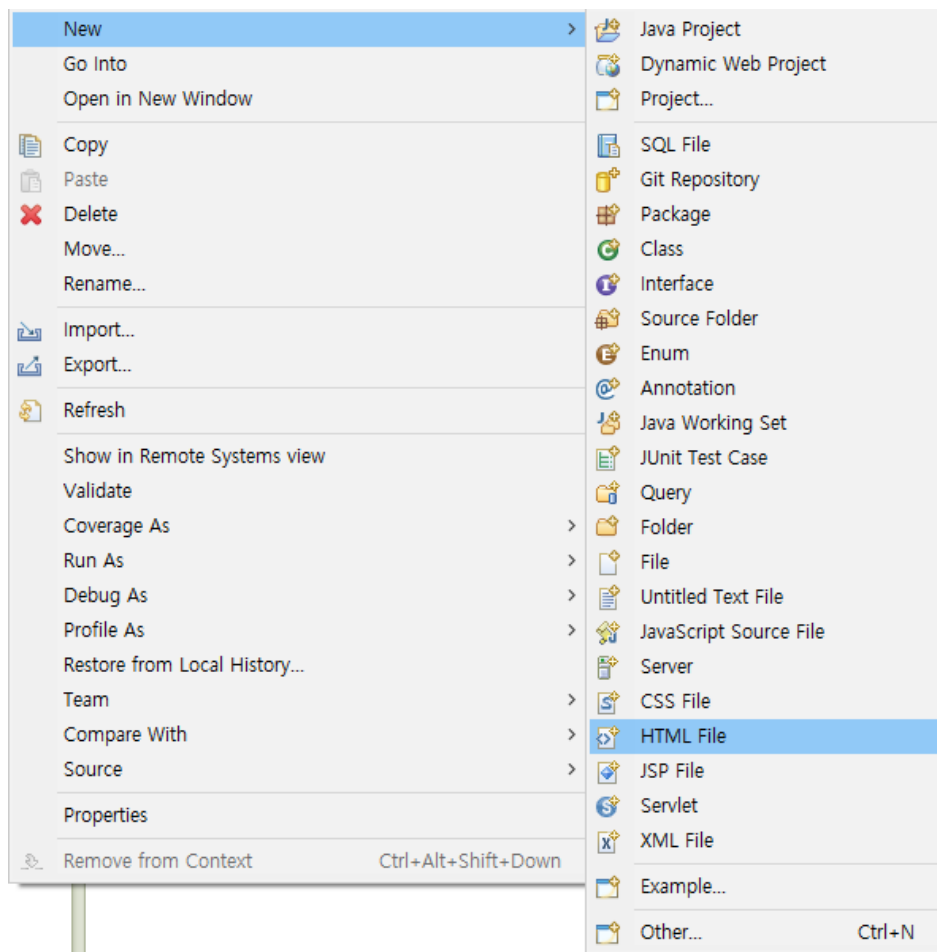 New
Go Into
Open in New Window
Copy
Paste
Delete
Move...
Rename...
Import...
Export...
Refresh
Show in Remote Systems view
Validate
Coverage As
Run As
Debug As
Profile As
Restore from Local History...
Team
Compare With
Source
Properties
Remove from Context Ctrl+Alt+Shift+Down
Java Project
Dynamic Web Project
Project...
SQL File
Git Repository
Package
Class
Interface
Source Folder
Enum
Annotation
Java Working Set
JUnit Test Case
Query
Folder
File
Untitled Text File
JavaScript Source File
Server
CSS File
HTML File
JSP File
Servlet
XML File
Example...
Other... Ctrl+N